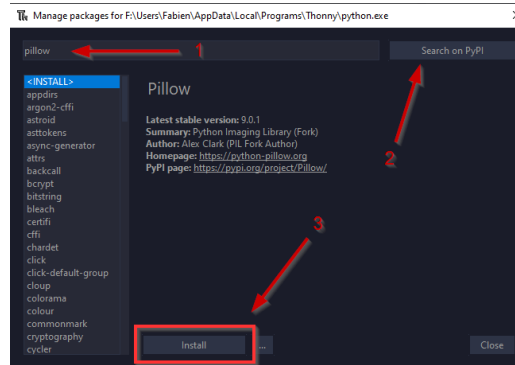 Manage packages for F:\Users\Fabien\AppData\Local\Programs\Thonny\python.exe
pillow
1
Search on PyPI
2
<INSTALL>
appdirs
argon2-cffi
astroid
asttokens
async-generator
attrs
backcall
bcrypt
bitstring
bleach
certifi
cffi
chardet
click
click-default-group
cloup
colorama
colour
commonmark
cryptography
cycler
Pillow
Latest stable version: 9.0.1
Summary: Python Imaging Library (Fork)
Author: Alex Clark (PIL Fork Author)
Homepage: https://python-pillow.org
PyPI page: https://pypi.org/project/Pillow/
3
Install
...
Close